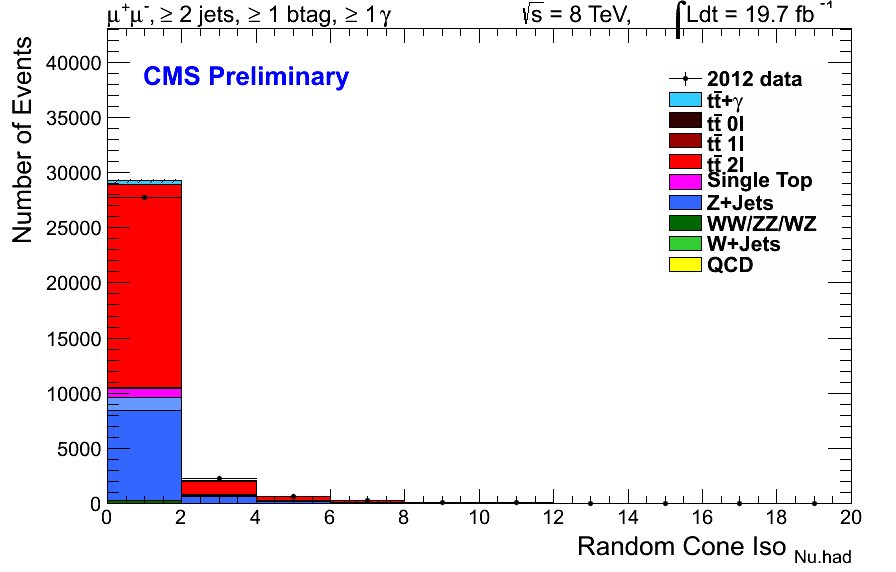 μ⁺μ⁻, ≥ 2 jets, ≥ 1 btag, ≥ 1 γ √s = 8 TeV, ∫Ldt = 19.7 fb⁻¹
CMS Preliminary
Number of Events
40000
35000
30000
25000
20000
15000
10000
5000
0
2012 data
tt̄+γ
tt̄ 0l
tt̄ 1l
tt̄ 2l
Single Top
Z+Jets
WW/ZZ/WZ
W+Jets
QCD
0 2 4 6 8 10 12 14 16 18 20
Random Cone Iso Nu.had